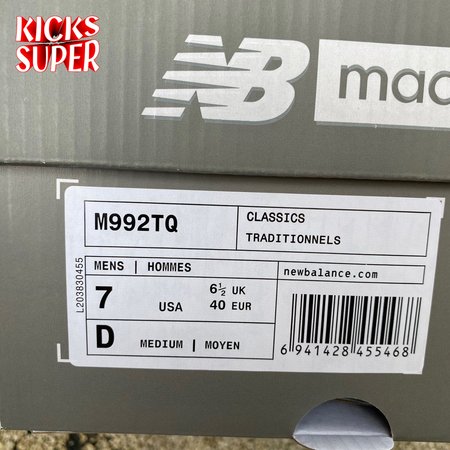 KICKS
SUPER
NB mad
M992TQ
CLASSICS
TRADITIONNELS
L203830455
MENS | HOMMES
7 USA
6½ UK
40 EUR
D MEDIUM | MOYEN
newbalance.com
6 941428 455468